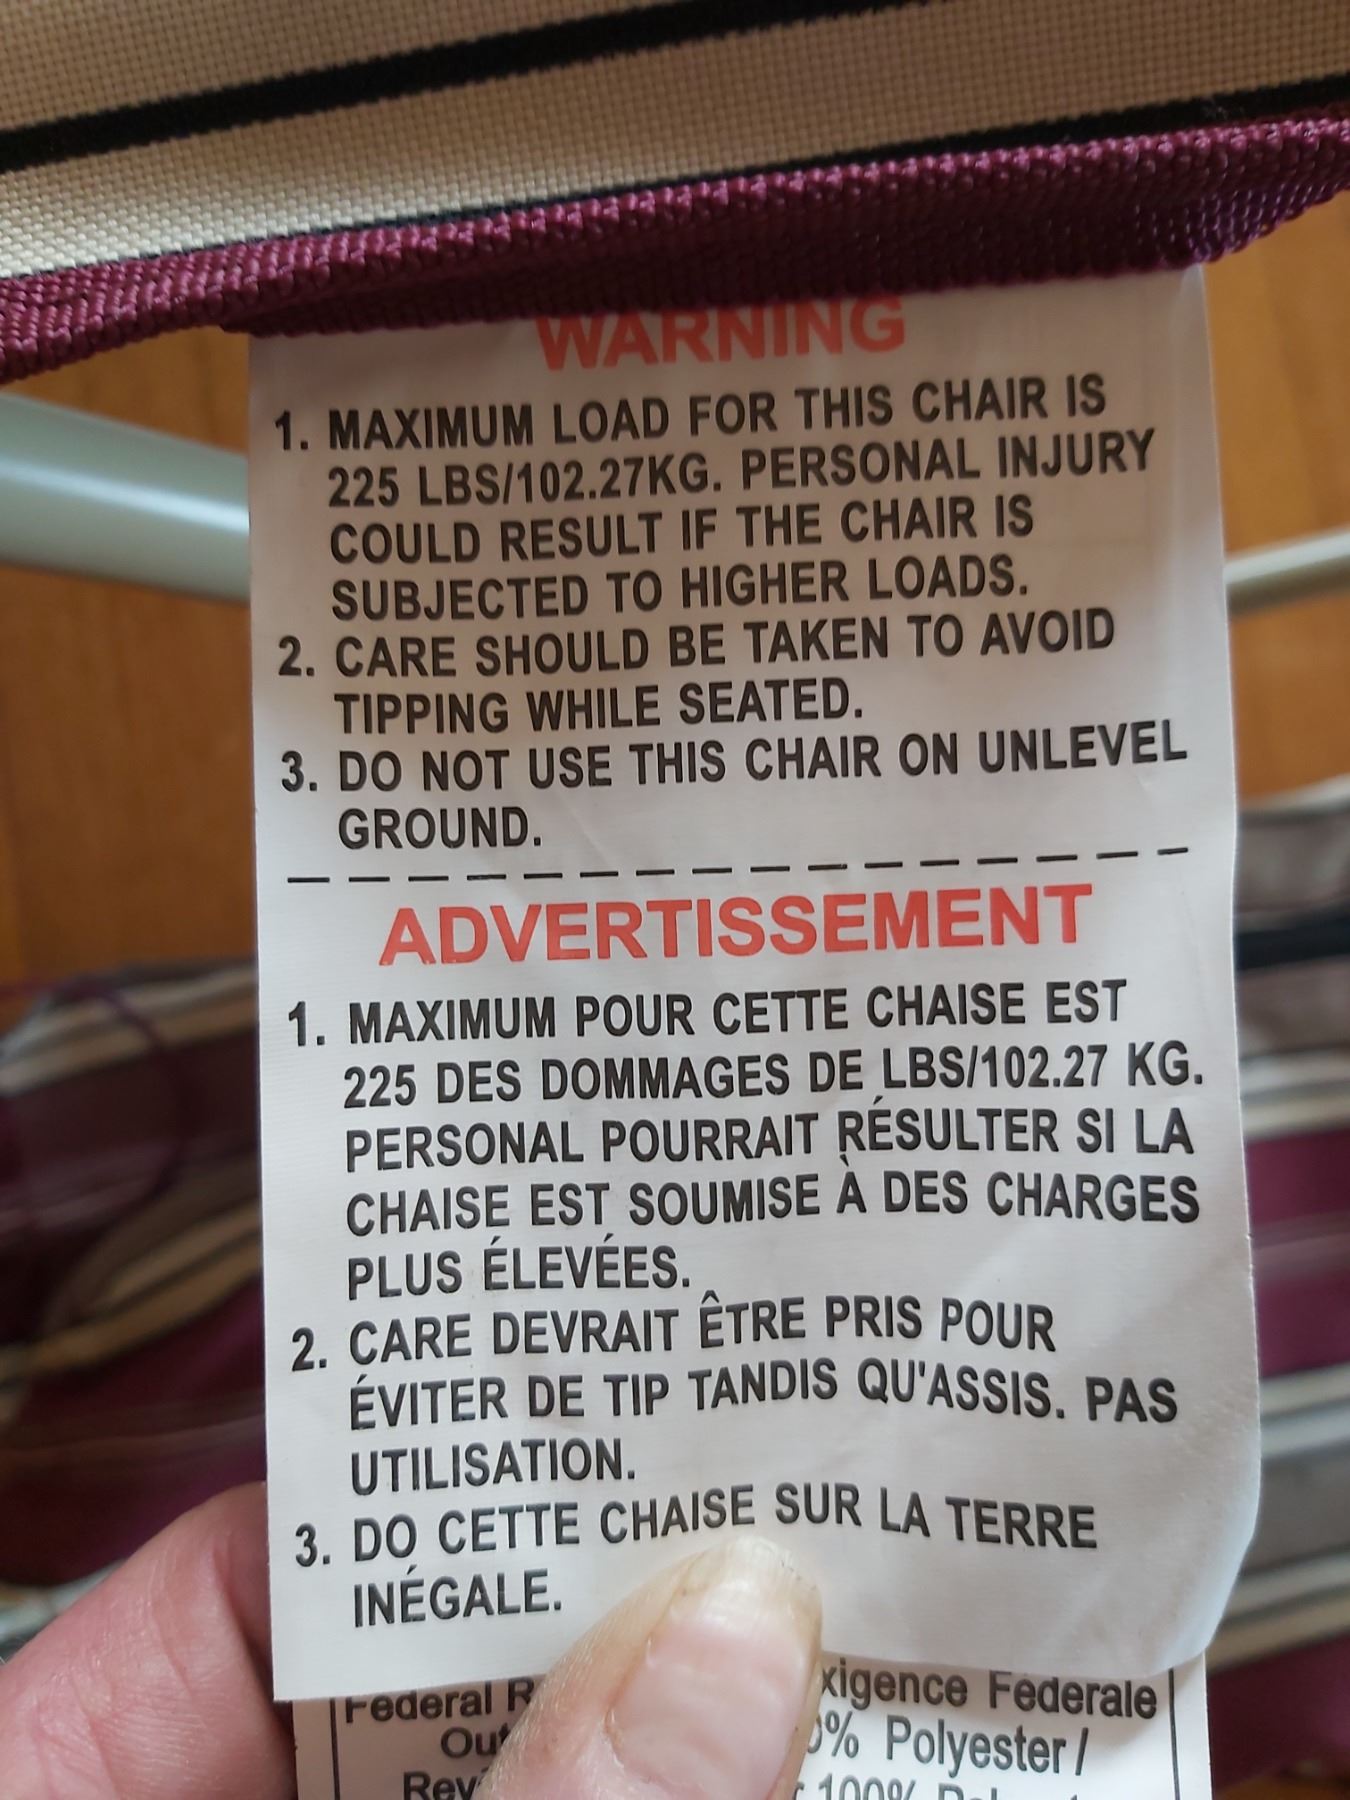 WARNING
1. MAXIMUM LOAD FOR THIS CHAIR IS
225 LBS/102.27KG. PERSONAL INJURY
COULD RESULT IF THE CHAIR IS
SUBJECTED TO HIGHER LOADS.
2. CARE SHOULD BE TAKEN TO AVOID
TIPPING WHILE SEATED.
3. DO NOT USE THIS CHAIR ON UNLEVEL
GROUND.
ADVERTISSEMENT
1. MAXIMUM POUR CETTE CHAISE EST
225 DES DOMMAGES DE LBS/102.27 KG.
PERSONAL POURRAIT RÉSULTER SI LA
CHAISE EST SOUMISE À DES CHARGES
PLUS ÉLEVÉES.
2. CARE DEVRAIT ÊTRE PRIS POUR
ÉVITER DE TIP TANDIS QU'ASSIS. PAS
UTILISATION.
3. DO CETTE CHAISE SUR LA TERRE
INÉGALE.
Federal Federale
% Polyester /
100%